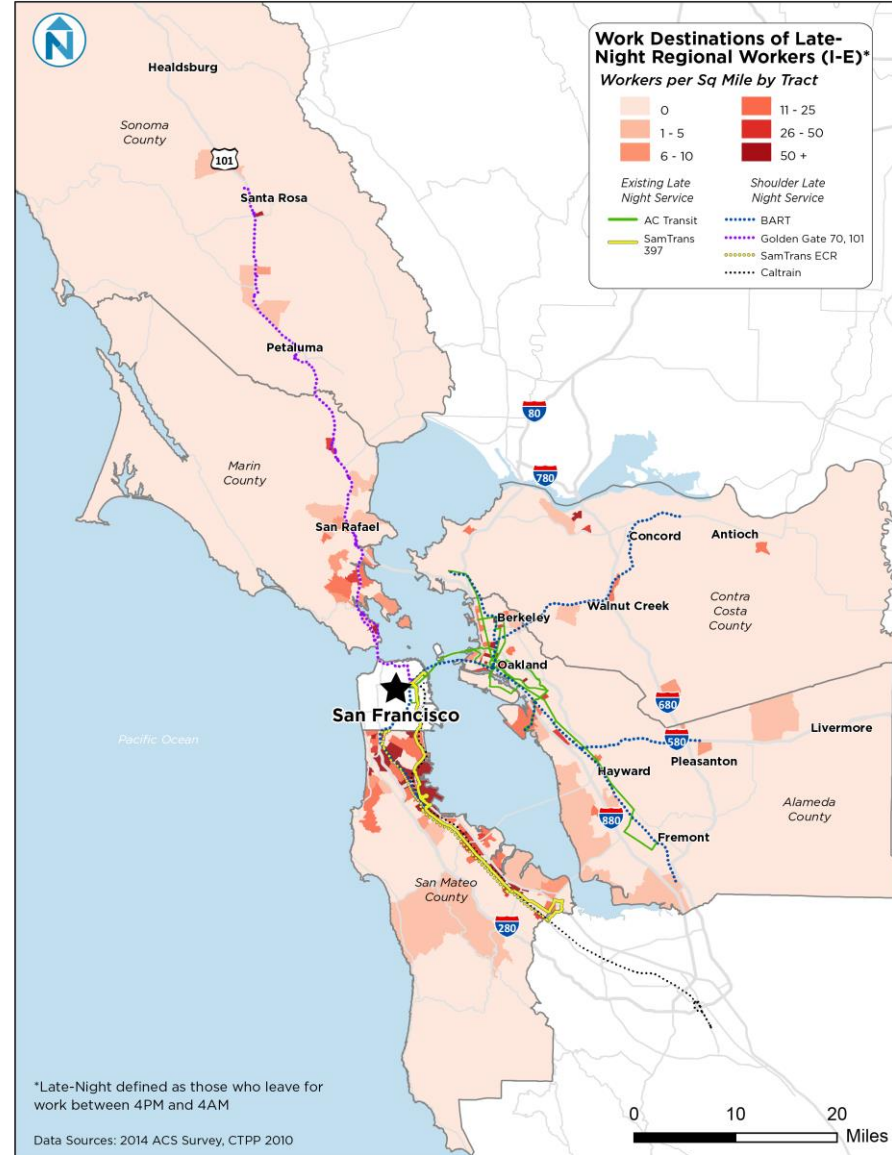 N
Work Destinations of Late-
Night Regional Workers (I-E)*
Workers per Sq Mile by Tract
0
1 - 5
6 - 10
11 - 25
26 - 50
50 +
Existing Late
Night Service
AC Transit
SamTrans
397
Shoulder Late
Night Service
BART
Golden Gate 70, 101
SamTrans ECR
Caltrain
Healdsburg
Sonoma
County
101
Santa Rosa
Petaluma
80
Marin
County
780
San Rafael
Concord
Antioch
Walnut Creek
Contra
Costa
County
Berkeley
Oakland
San Francisco
680
Livermore
Pacific Ocean
580
Pleasanton
Hayward
880
Alameda
County
Fremont
San Mateo
County
280
*Late-Night defined as those who leave for
work between 4PM and 4AM
Data Sources: 2014 ACS Survey, CTPP 2010
0 10 20
Miles